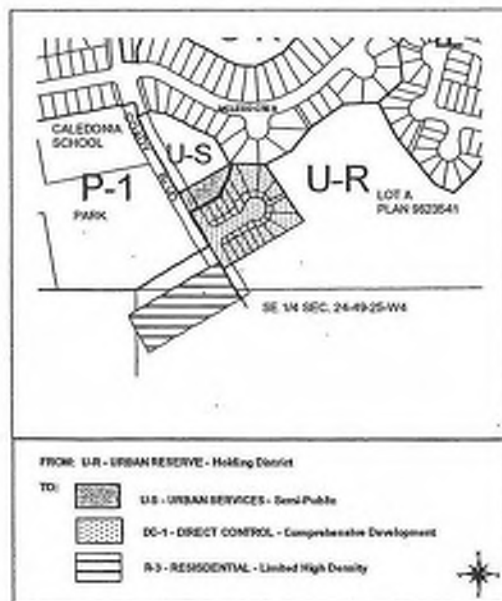 CALEDONIA
SCHOOL
U-S
P-1
PARK
U-R
LOT A
PLAN 9623541
SE 1/4 SEC. 24-49-25-W4
FROM: U-R - URBAN RESERVE - Holding District
TO:
U-S - URBAN SERVICES - Semi-Public
DC-1 - DIRECT CONTROL - Comprehensive Development
R-3 - RESISDENTIAL - Limited High Density